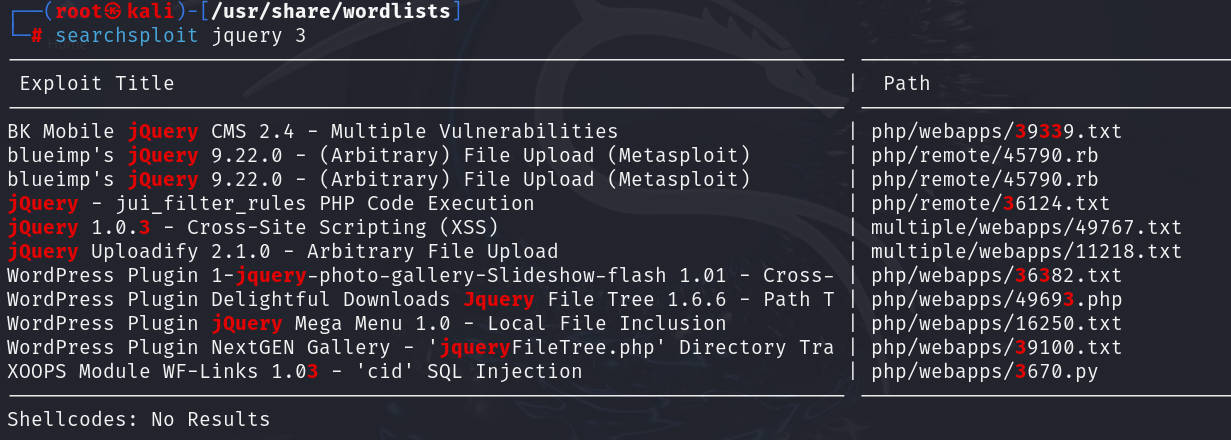 ┌──(root㉿kali)-[/usr/share/wordlists]
└─# searchsploit jquery 3
Exploit Title | Path
BK Mobile jQuery CMS 2.4 - Multiple Vulnerabilities | php/webapps/39339.txt
blueimp's jQuery 9.22.0 - (Arbitrary) File Upload (Metasploit) | php/remote/45790.rb
blueimp's jQuery 9.22.0 - (Arbitrary) File Upload (Metasploit) | php/remote/45790.rb
jQuery - jui_filter_rules PHP Code Execution | php/remote/36124.txt
jQuery 1.0.3 - Cross-Site Scripting (XSS) | multiple/webapps/49767.txt
jQuery Uploadify 2.1.0 - Arbitrary File Upload | multiple/webapps/11218.txt
WordPress Plugin 1-jquery-photo-gallery-Slideshow-flash 1.01 - Cross- | php/webapps/36382.txt
WordPress Plugin Delightful Downloads Jquery File Tree 1.6.6 - Path T | php/webapps/49693.php
WordPress Plugin jQuery Mega Menu 1.0 - Local File Inclusion | php/webapps/16250.txt
WordPress Plugin NextGEN Gallery - 'jqueryFileTree.php' Directory Tra | php/webapps/39100.txt
XOOPS Module WF-Links 1.03 - 'cid' SQL Injection | php/webapps/3670.py
Shellcodes: No Results